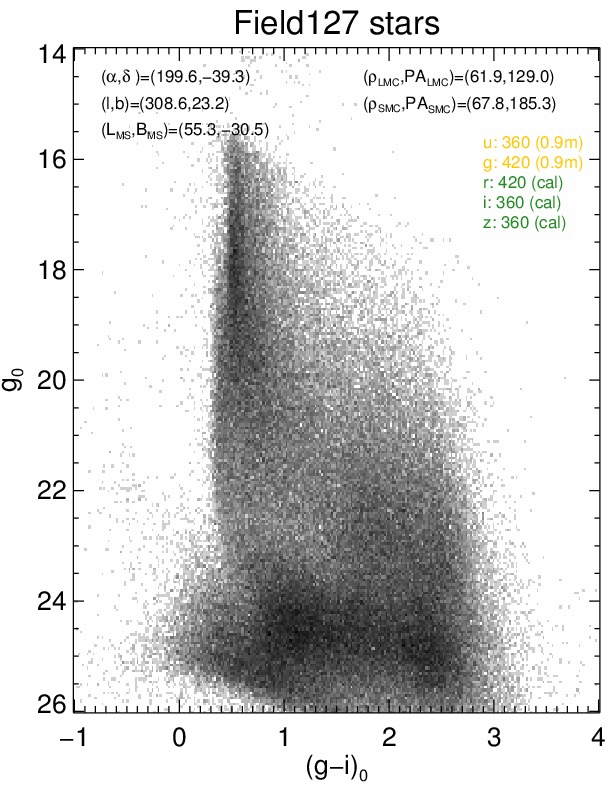 Field127 stars
(α,δ )=(199.6,−39.3)
(ρLMC,PALMC)=(61.9,129.0)
(l,b)=(308.6,23.2)
(ρSMC,PASMC)=(67.8,185.3)
(LMS,BMS)=(55.3,−30.5)
u: 360 (0.9m)
g: 420 (0.9m)
r: 420 (cal)
i: 360 (cal)
z: 360 (cal)
14
16
18
20
22
24
26
g0
−1 0 1 2 3 4
(g−i)0